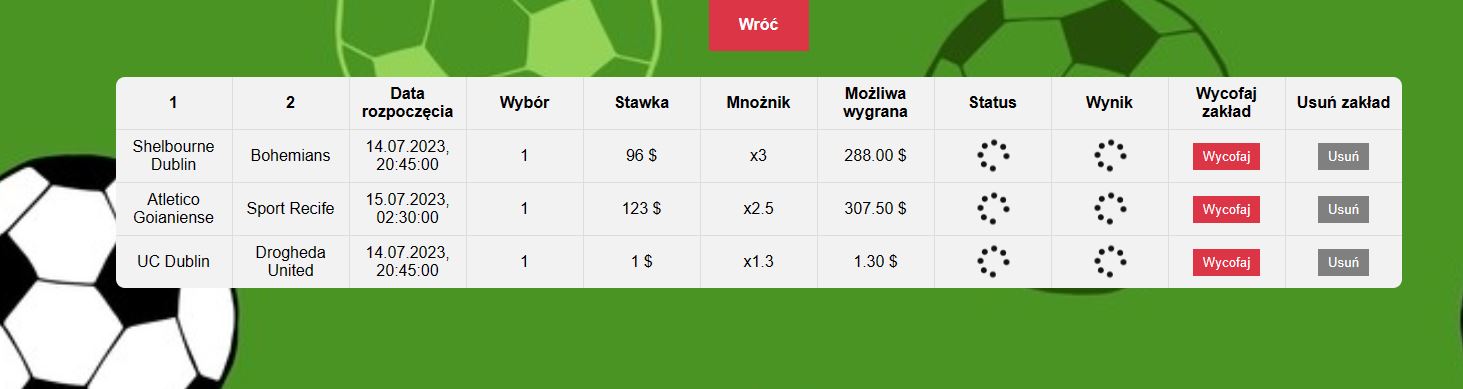 Wróć
1 2 Data rozpoczęcia Wybór Stawka Mnożnik Możliwa wygrana Status Wynik Wycofaj zakład Usuń zakład
Shelbourne Dublin Bohemians 14.07.2023, 20:45:00 1 96 $ x3 288.00 $ Wycofaj Usuń
Atletico Goianiense Sport Recife 15.07.2023, 02:30:00 1 123 $ x2.5 307.50 $ Wycofaj Usuń
UC Dublin Drogheda United 14.07.2023, 20:45:00 1 1 $ x1.3 1.30 $ Wycofaj Usuń